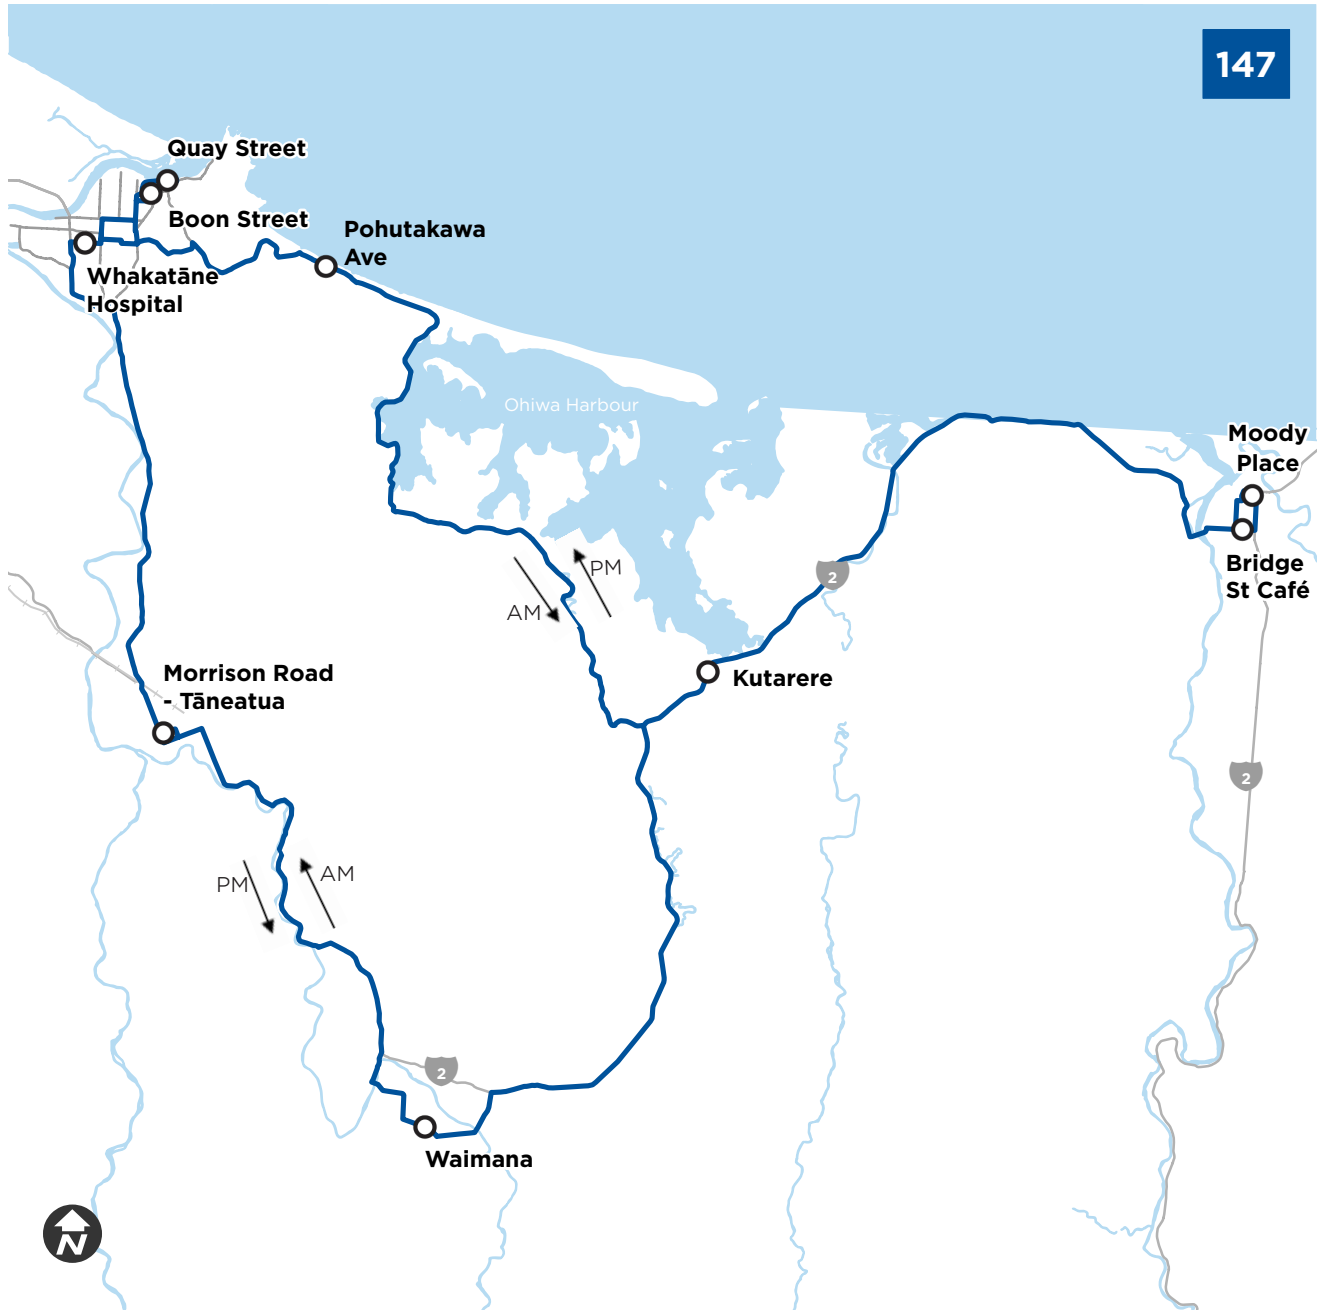 147
Quay Street
Boon Street
Pohutakawa
Ave
Whakatāne
Hospital
Ohiwa Harbour
Moody
Place
Bridge
St Café
PM
AM
2
Kutarere
Morrison Road
- Tāneatua
2
PM
AM
2
Waimana
N